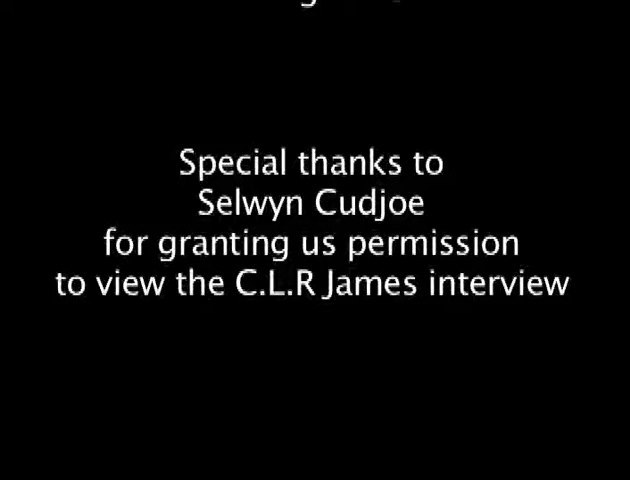 Special thanks to
Selwyn Cudjoe
for granting us permission
to view the C.L.R James interview